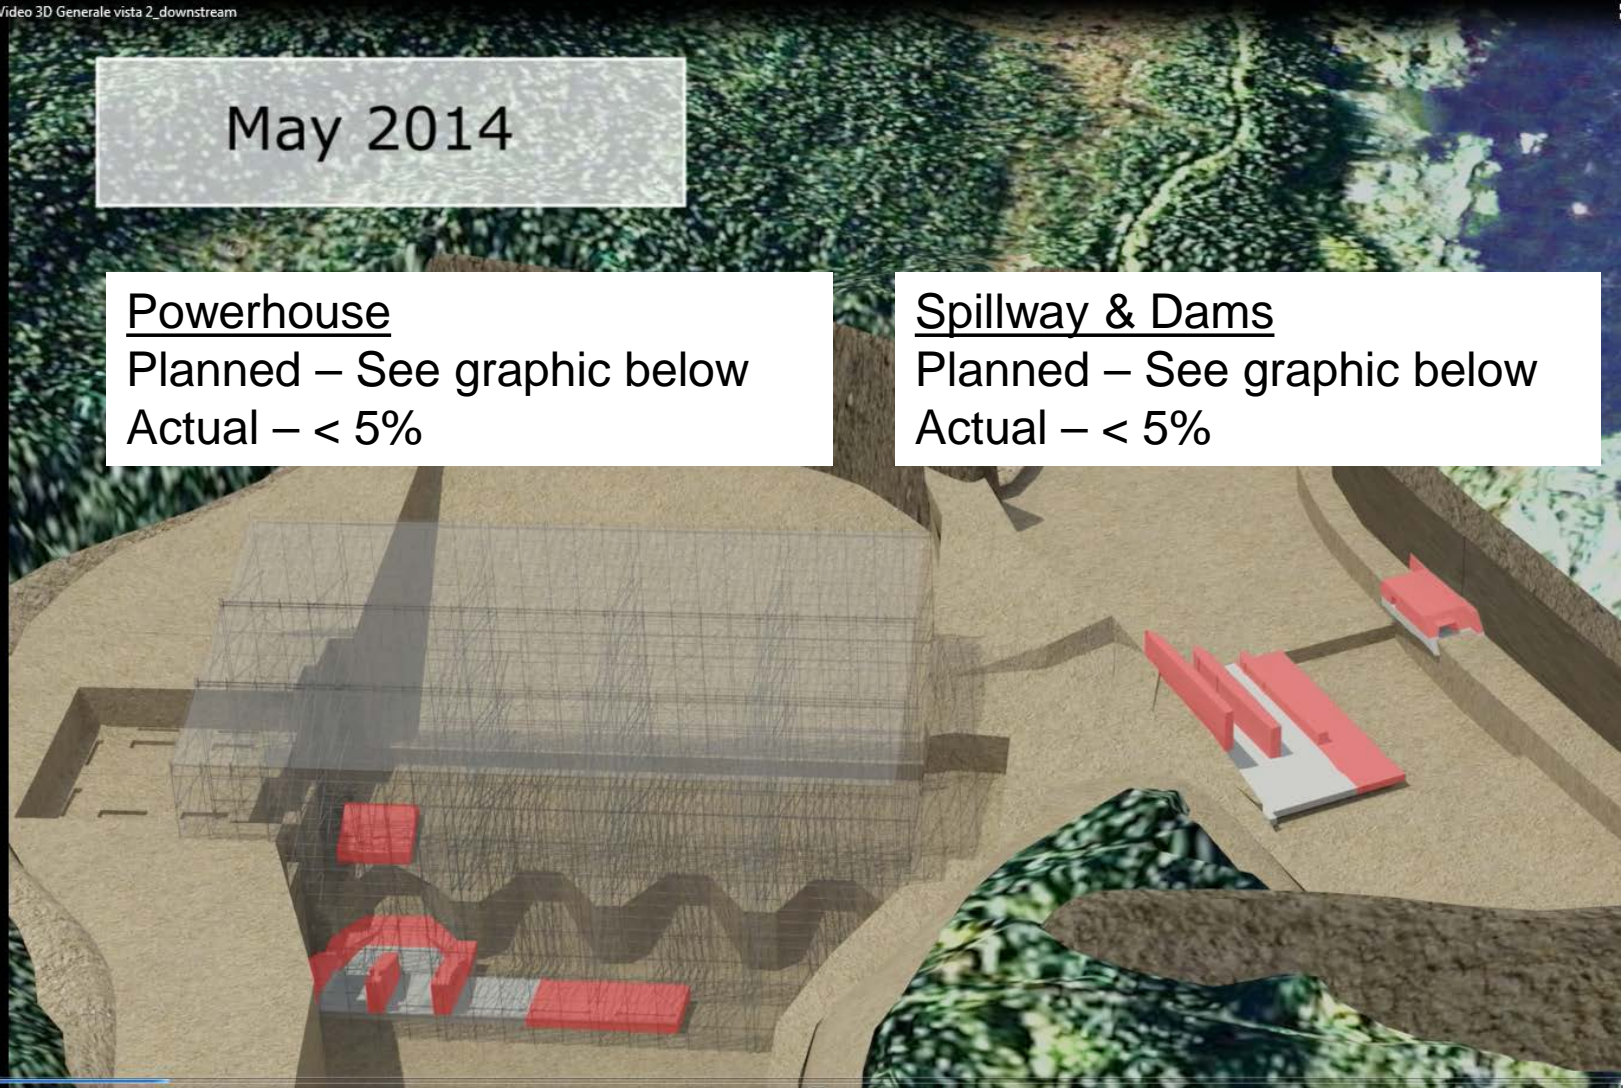 Video 3D Generale vista 2_downstream
May 2014
Powerhouse
Planned – See graphic below
Actual – < 5%
Spillway & Dams
Planned – See graphic below
Actual – < 5%